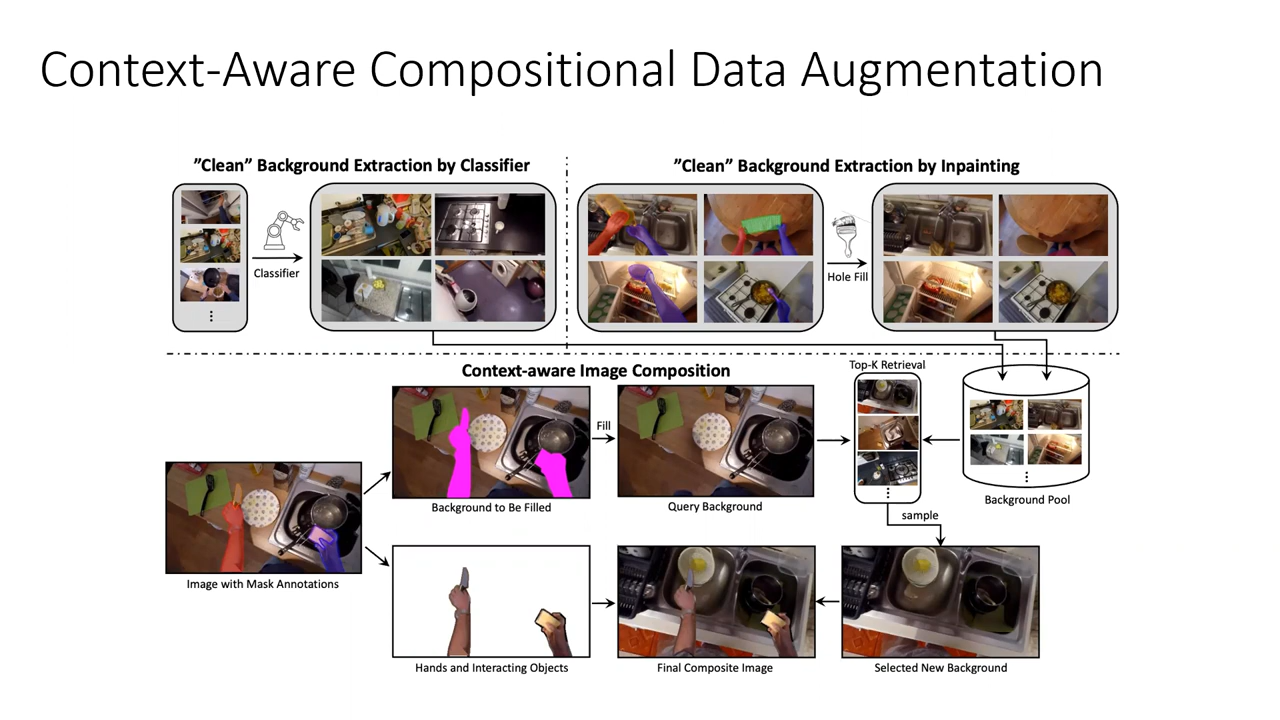 Context-Aware Compositional Data Augmentation
”Clean” Background Extraction by Classifier
”Clean” Background Extraction by Inpainting
Classifier
Hole Fill
Context-aware Image Composition
Top-K Retrieval
Fill
Background to Be Filled
Query Background
Background Pool
sample
Image with Mask Annotations
Hands and Interacting Objects
Final Composite Image
Selected New Background